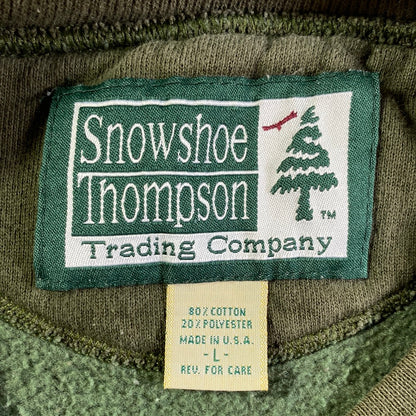 Snowshoe
Thompson
Trading Company
TM
80% COTTON
20% POLYESTER
MADE IN U.S.A.
- L -
REV. FOR CARE